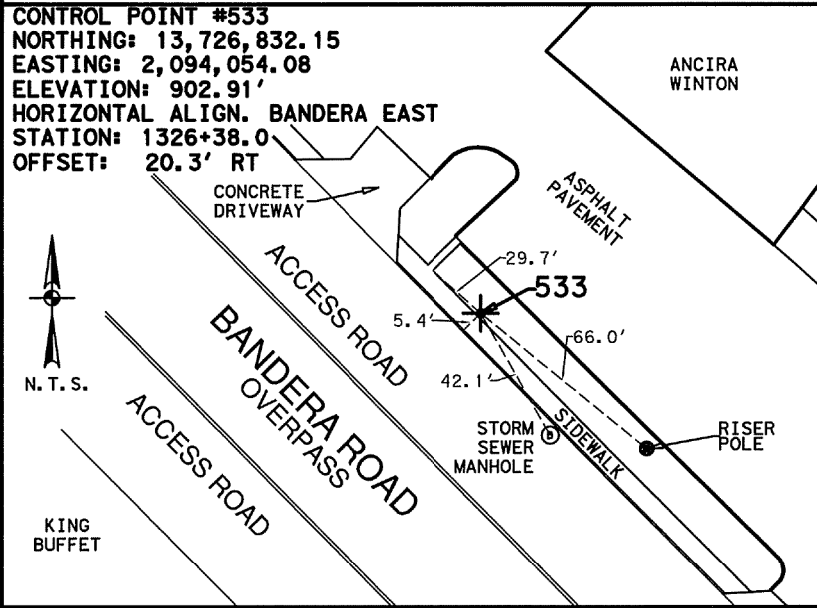 CONTROL POINT #533
NORTHING: 13,726,832.15
EASTING: 2,094,054.08
ELEVATION: 902.91'
HORIZONTAL ALIGN. BANDERA EAST
STATION: 1326+38.0
OFFSET: 20.3' RT
ANCIRA
WINTON
CONCRETE
DRIVEWAY
ASPHALT
PAVEMENT
ACCESS ROAD
29.7'
533
5.4'
66.0'
42.1'
N.T.S.
BANDERA ROAD
OVERPASS
ACCESS ROAD
STORM
SEWER
MANHOLE
SIDEWALK
RISER
POLE
KING
BUFFET